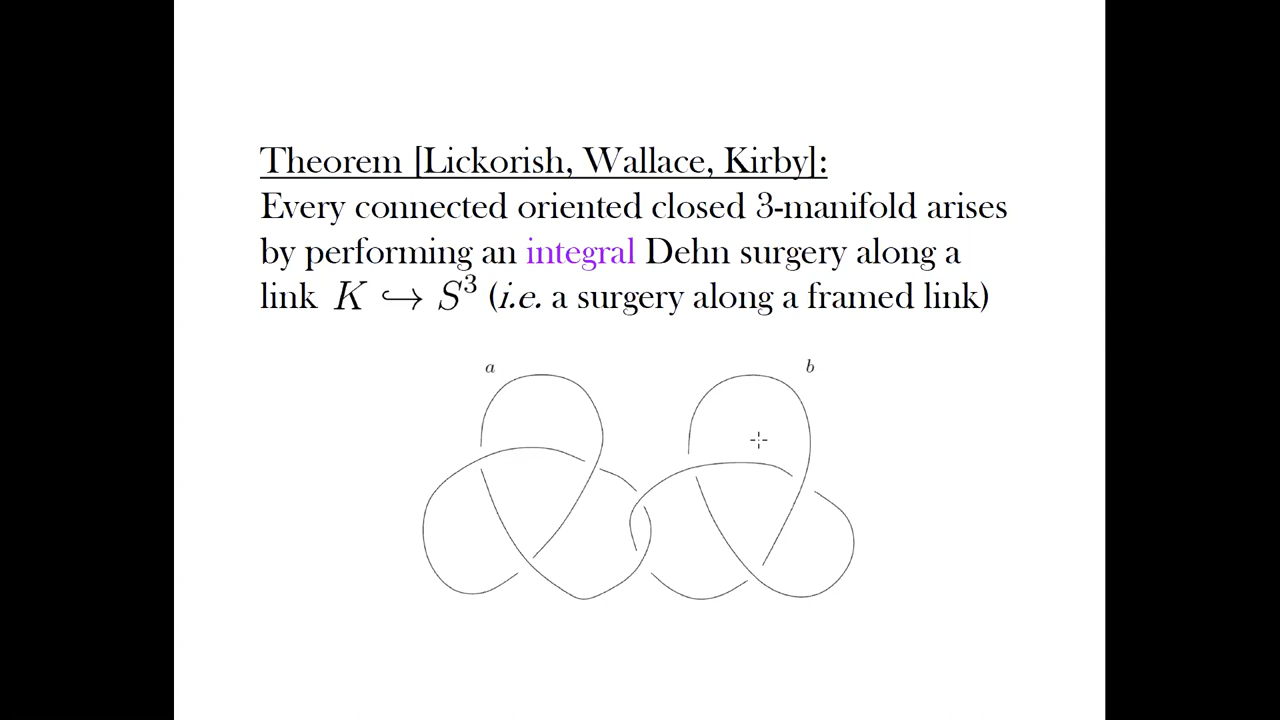 Theorem [Lickorish, Wallace, Kirby]:
Every connected oriented closed 3-manifold arises
by performing an integral Dehn surgery along a
link K ↪ S³ (i.e. a surgery along a framed link)
a b